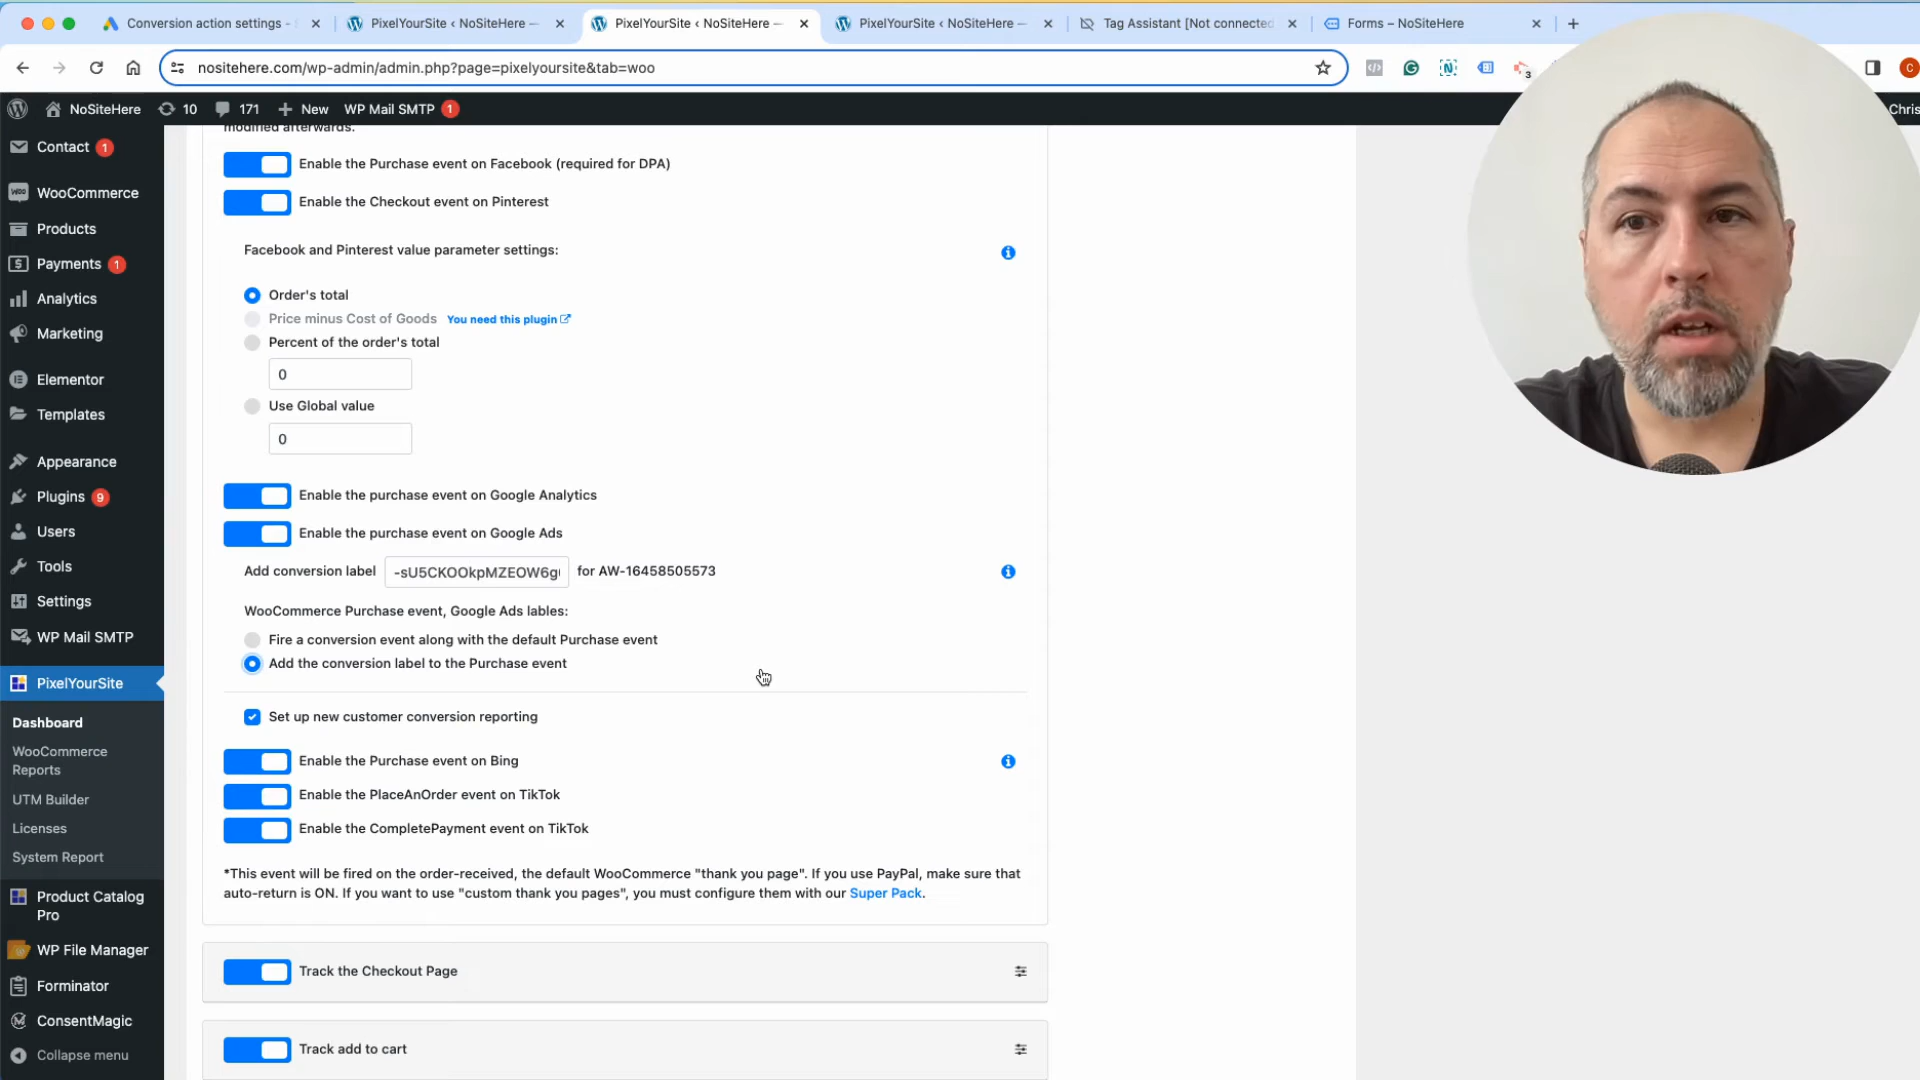 Conversion action settings -
PixelYourSite ‹ NoSiteHere —
PixelYourSite ‹ NoSiteHere —
PixelYourSite ‹ NoSiteHere —
Tag Assistant [Not connected
Forms – NoSiteHere
nositehere.com/wp-admin/admin.php?page=pixelyoursite&tab=woo
3
C
NoSiteHere
10
171
New
WP Mail SMTP 1
Chris
Contact 1
WooCommerce
Products
Payments 1
Analytics
Marketing
Elementor
Templates
Appearance
Plugins 9
Users
Tools
Settings
WP Mail SMTP
PixelYourSite
Dashboard
WooCommerce
Reports
UTM Builder
Licenses
System Report
Product Catalog
Pro
WP File Manager
Forminator
ConsentMagic
Collapse menu
modified afterwards.
Enable the Purchase event on Facebook (required for DPA)
Enable the Checkout event on Pinterest
Facebook and Pinterest value parameter settings:
Order's total
Price minus Cost of Goods You need this plugin
Percent of the order's total
0
Use Global value
0
Enable the purchase event on Google Analytics
Enable the purchase event on Google Ads
Add conversion label -sU5CKOOkpMZEOW6g for AW-16458505573
WooCommerce Purchase event, Google Ads lables:
Fire a conversion event along with the default Purchase event
Add the conversion label to the Purchase event
Set up new customer conversion reporting
Enable the Purchase event on Bing
Enable the PlaceAnOrder event on TikTok
Enable the CompletePayment event on TikTok
*This event will be fired on the order-received, the default WooCommerce "thank you page". If you use PayPal, make sure that
auto-return is ON. If you want to use "custom thank you pages", you must configure them with our Super Pack.
Track the Checkout Page
Track add to cart